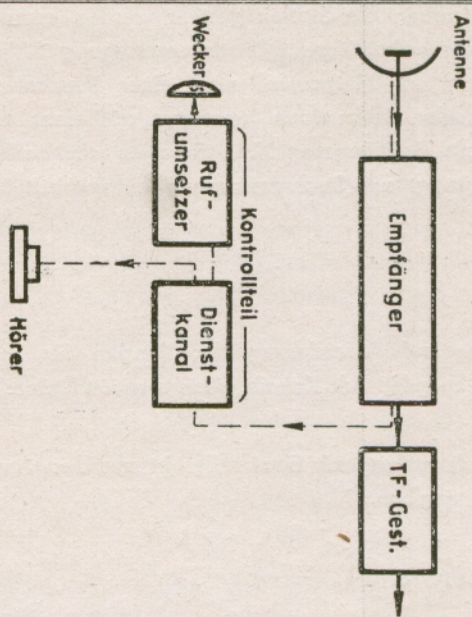 Antenne
Empfänger
TF-Gest.
Kontrollteil
Wecker
Ruf-
umsetzer
Dienst-
kanal
Hörer